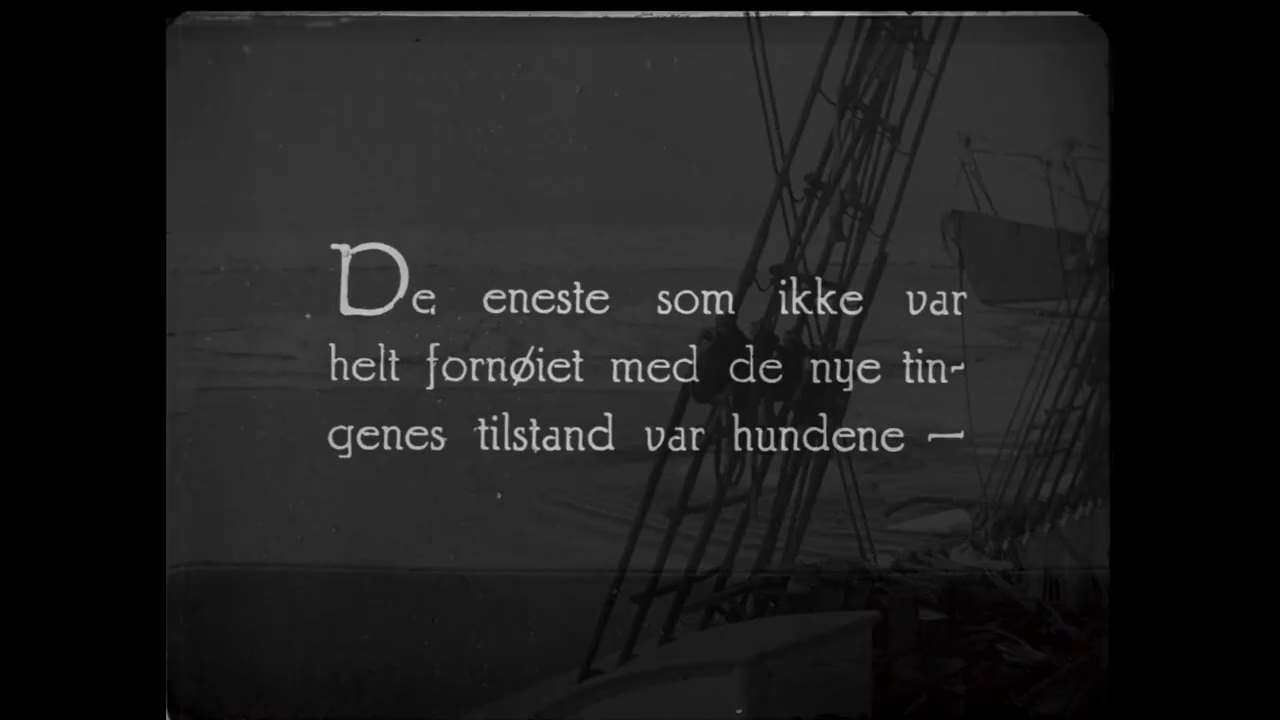 De eneste som ikke var
helt fornøiet med de nye tin-
genes tilstand var hundene —